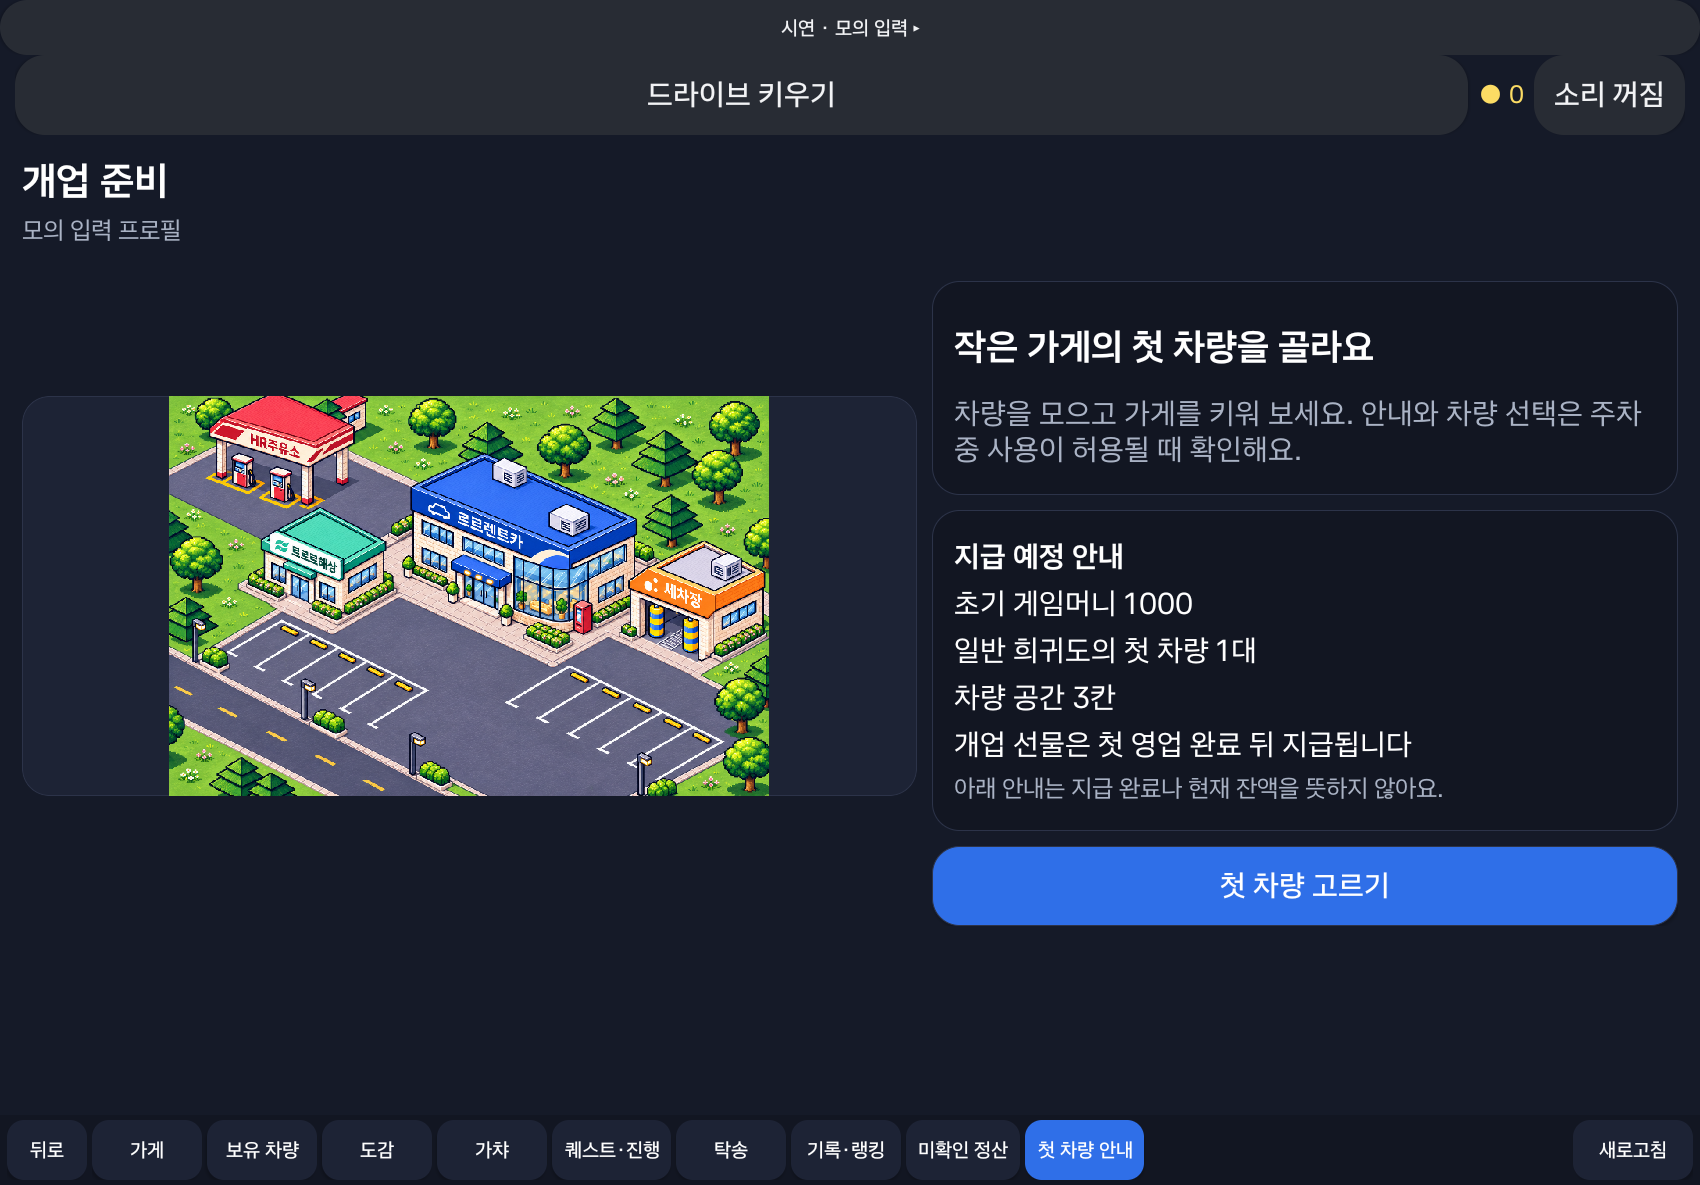 시연 · 모의 입력 ▸
드라이브 키우기
0
소리 꺼짐
개업 준비
모의 입력 프로필
HR주유소
로트렌트카
세차장
작은 가게의 첫 차량을 골라요
차량을 모으고 가게를 키워 보세요. 안내와 차량 선택은 주차
중 사용이 허용될 때 확인해요.
지급 예정 안내
초기 게임머니 1000
일반 희귀도의 첫 차량 1대
차량 공간 3칸
개업 선물은 첫 영업 완료 뒤 지급됩니다
아래 안내는 지급 완료나 현재 잔액을 뜻하지 않아요.
첫 차량 고르기
뒤로
가게
보유 차량
도감
가챠
퀘스트·진행
탁송
기록·랭킹
미확인 정산
첫 차량 안내
새로고침